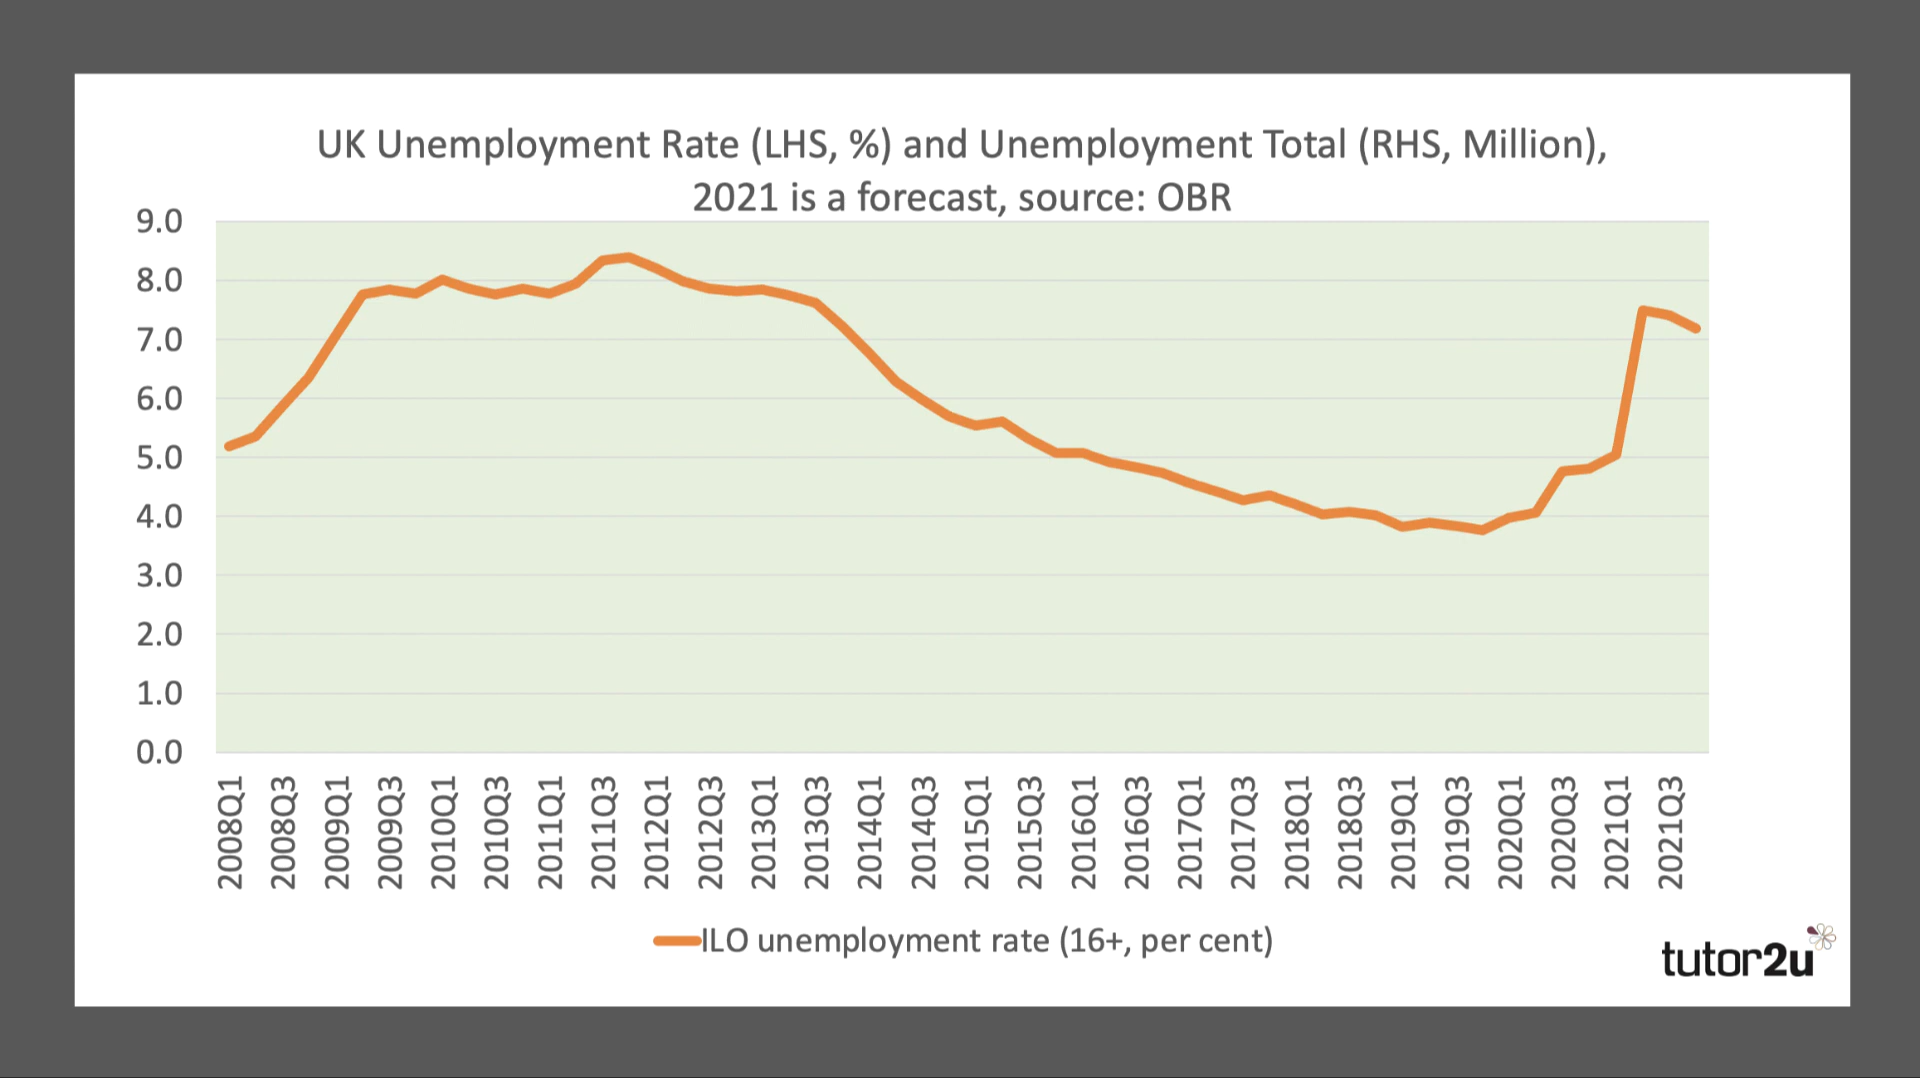 UK Unemployment Rate (LHS, %) and Unemployment Total (RHS, Million),
2021 is a forecast, source: OBR
9.0
8.0
7.0
6.0
5.0
4.0
3.0
2.0
1.0
0.0
2008Q1
2008Q3
2009Q1
2009Q3
2010Q1
2010Q3
2011Q1
2011Q3
2012Q1
2012Q3
2013Q1
2013Q3
2014Q1
2014Q3
2015Q1
2015Q3
2016Q1
2016Q3
2017Q1
2017Q3
2018Q1
2018Q3
2019Q1
2019Q3
2020Q1
2020Q3
2021Q1
2021Q3
ILO unemployment rate (16+, per cent)
tutor2u